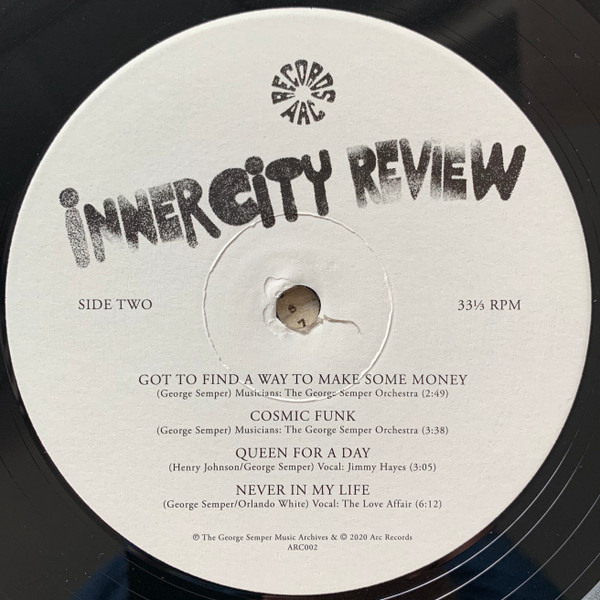 RECORDS
ARC
INNER CITY REVIEW
SIDE TWO
33⅓ RPM
GOT TO FIND A WAY TO MAKE SOME MONEY
(George Semper) Musicians: The George Semper Orchestra (2:49)
COSMIC FUNK
(George Semper) Musicians: The George Semper Orchestra (3:38)
QUEEN FOR A DAY
(Henry Johnson/George Semper) Vocal: Jimmy Hayes (3:05)
NEVER IN MY LIFE
(George Semper/Orlando White) Vocal: The Love Affair (6:12)
℗ The George Semper Music Archives & © 2020 Arc Records
ARC002